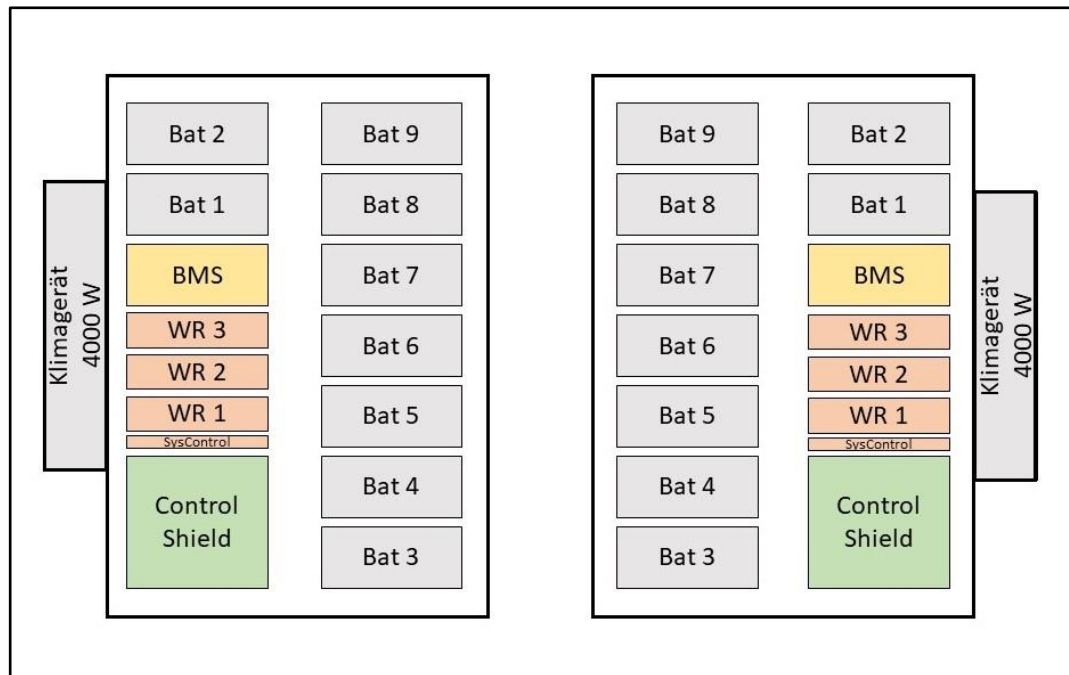 Klimagerät
4000 W
Bat 2
Bat 1
BMS
WR 3
WR 2
WR 1
SysControl
Control
Shield
Bat 9
Bat 8
Bat 7
Bat 6
Bat 5
Bat 4
Bat 3
Bat 9
Bat 8
Bat 7
Bat 6
Bat 5
Bat 4
Bat 3
Bat 2
Bat 1
BMS
WR 3
WR 2
WR 1
SysControl
Control
Shield
Klimagerät
4000 W